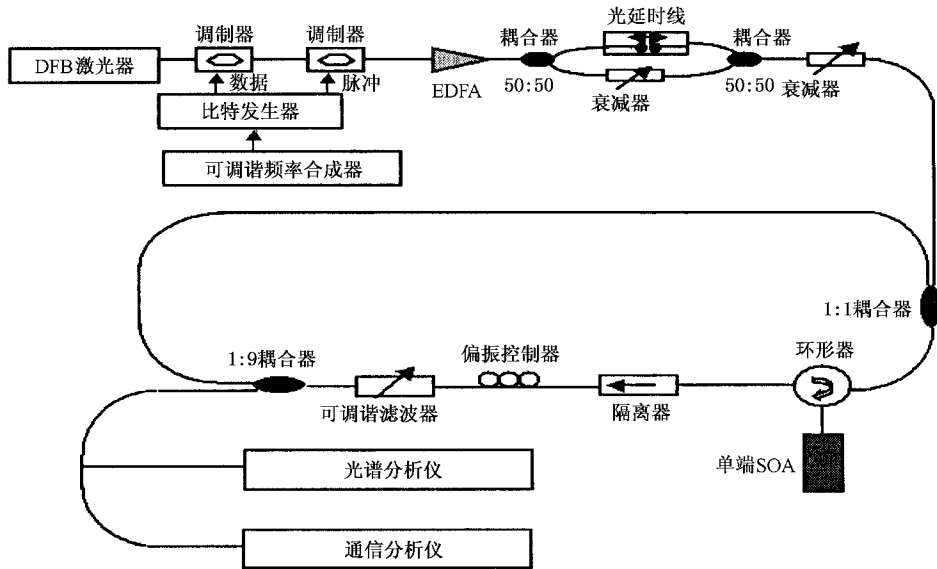 光延时线
调制器
调制器
耦合器
耦合器
DFB激光器
数据
脉冲
EDFA
50:50
衰减器
50:50
衰减器
比特发生器
可调谐频率合成器
1:1耦合器
1:9耦合器
偏振控制器
环形器
可调谐滤波器
隔离器
单端SOA
光谱分析仪
通信分析仪